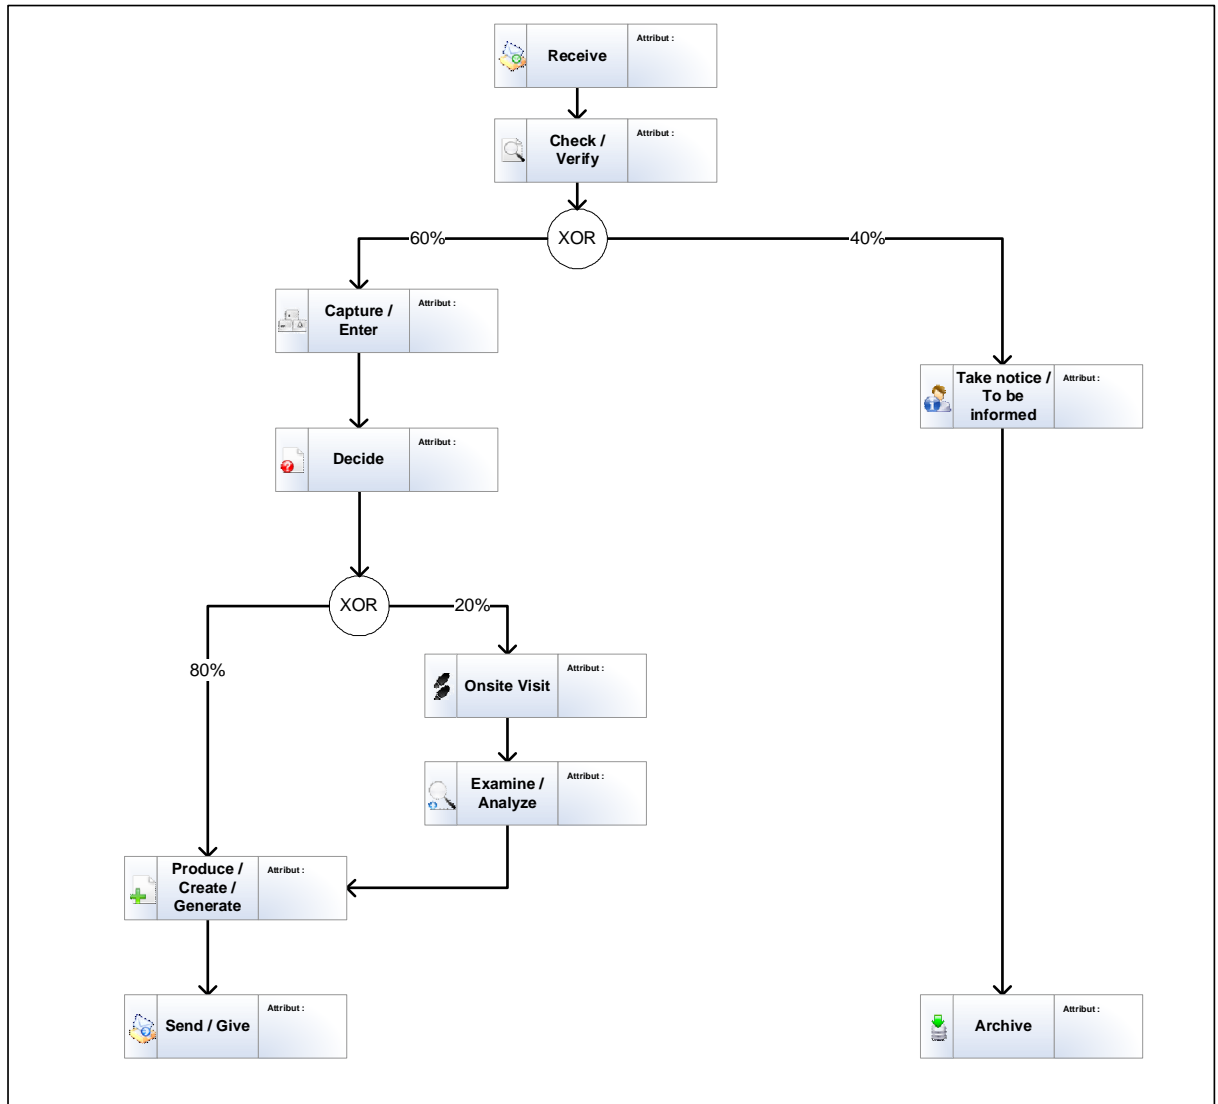 Receive
Attribut :
Check /
Verify
Attribut :
XOR
60%
40%
Capture /
Enter
Attribut :
Take notice /
To be
informed
Attribut :
Decide
Attribut :
XOR
20%
80%
Onsite Visit
Attribut :
Examine /
Analyze
Attribut :
Produce /
Create /
Generate
Attribut :
Send / Give
Attribut :
Archive
Attribut :